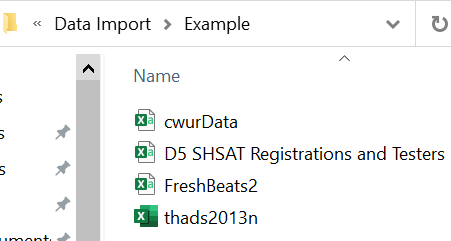 « Data Import > Example >
Name
cwurData
D5 SHSAT Registrations and Testers
FreshBeats2
thads2013n